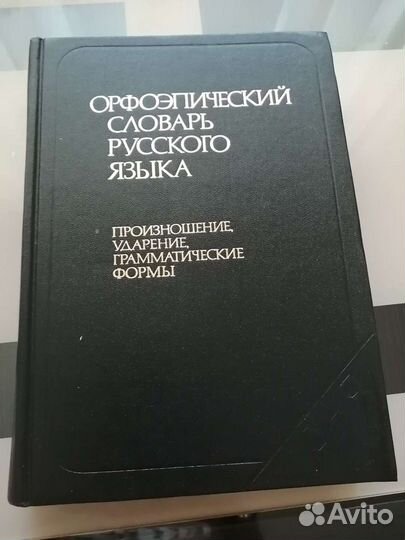 ОРФОЭПИЧЕСКИЙ
СЛОВАРЬ
РУССКОГО
ЯЗЫКА
ПРОИЗНОШЕНИЕ,
УДАРЕНИЕ,
ГРАММАТИЧЕСКИЕ
ФОРМЫ
Avito